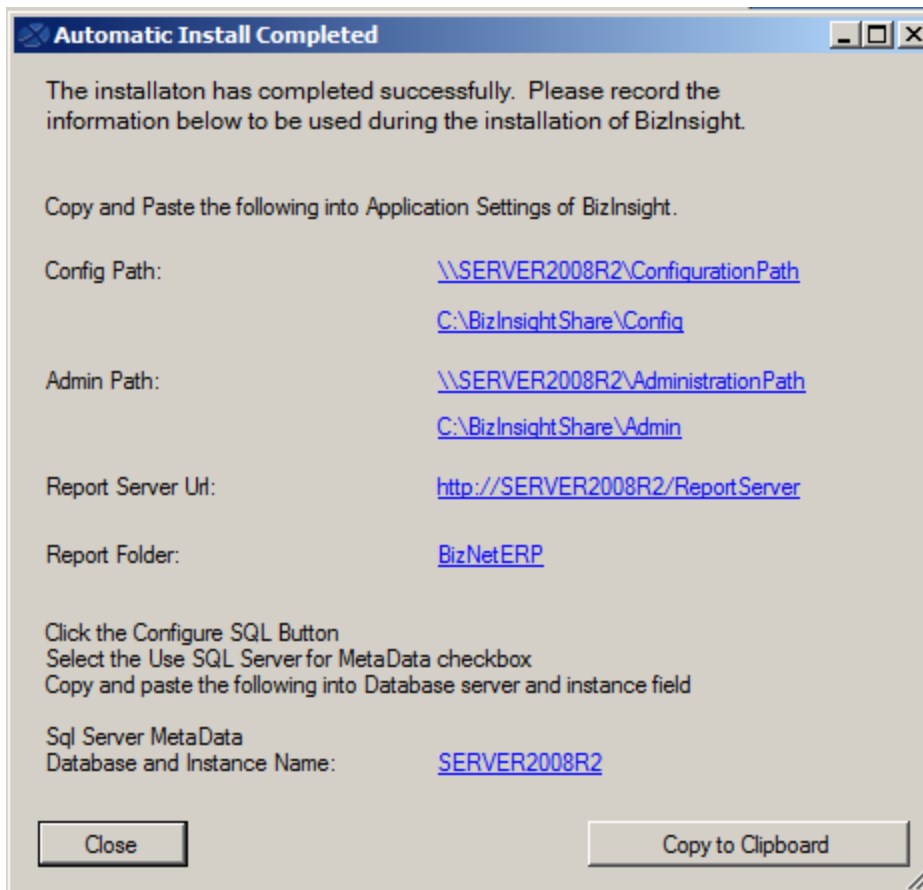 Automatic Install Completed
The installaton has completed successfully. Please record the
information below to be used during the installation of BizInsight.
Copy and Paste the following into Application Settings of BizInsight.
Config Path: \\SERVER2008R2\ConfigurationPath
C:\BizInsightShare\Config
Admin Path: \\SERVER2008R2\AdministrationPath
C:\BizInsightShare\Admin
Report Server Url: http://SERVER2008R2/ReportServer
Report Folder: BizNetERP
Click the Configure SQL Button
Select the Use SQL Server for MetaData checkbox
Copy and paste the following into Database server and instance field
Sql Server MetaData
Database and Instance Name: SERVER2008R2
Close Copy to Clipboard